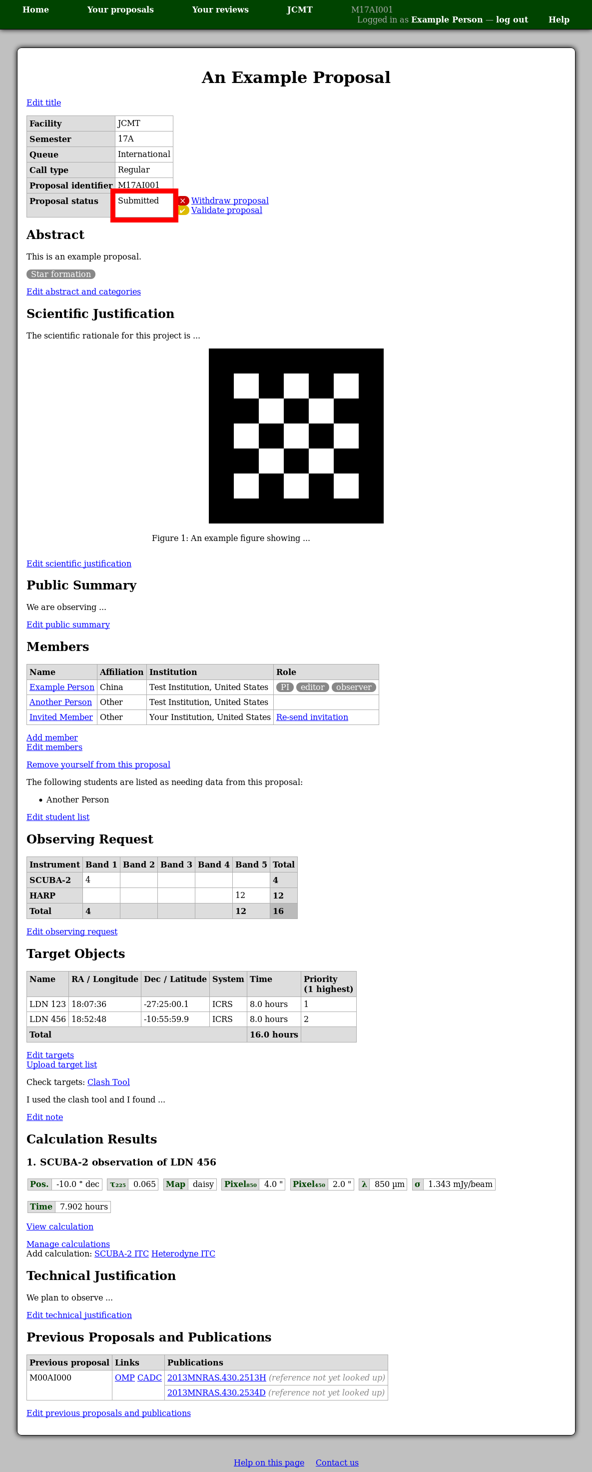 Home Your proposals Your reviews JCMT M17AI001
Logged in as Example Person — log out Help
An Example Proposal
Edit title
Facility JCMT
Semester 17A
Queue International
Call type Regular
Proposal identifier M17AI001
Proposal status Submitted ✕ Withdraw proposal
✓ Validate proposal
Abstract
This is an example proposal.
Star formation
Edit abstract and categories
Scientific Justification
The scientific rationale for this project is ...
Figure 1: An example figure showing ...
Edit scientific justification
Public Summary
We are observing ...
Edit public summary
Members
Name Affiliation Institution Role
Example Person China Test Institution, United States PI editor observer
Another Person Other Test Institution, United States
Invited Member Other Your Institution, United States Re-send invitation
Add member
Edit members
Remove yourself from this proposal
The following students are listed as needing data from this proposal:
• Another Person
Edit student list
Observing Request
Instrument Band 1 Band 2 Band 3 Band 4 Band 5 Total
SCUBA-2 4 4
HARP 12 12
Total 4 12 16
Edit observing request
Target Objects
Name RA / Longitude Dec / Latitude System Time Priority
(1 highest)
LDN 123 18:07:36 -27:25:00.1 ICRS 8.0 hours 1
LDN 456 18:52:48 -10:55:59.9 ICRS 8.0 hours 2
Total 16.0 hours
Edit targets
Upload target list
Check targets: Clash Tool
I used the clash tool and I found ...
Edit note
Calculation Results
1. SCUBA-2 observation of LDN 456
Pos. -10.0 ° dec τ₂₂₅ 0.065 Map daisy Pixel₈₅₀ 4.0 " Pixel₄₅₀ 2.0 " λ 850 µm σ 1.343 mJy/beam
Time 7.902 hours
View calculation
Manage calculations
Add calculation: SCUBA-2 ITC Heterodyne ITC
Technical Justification
We plan to observe ...
Edit technical justification
Previous Proposals and Publications
Previous proposal Links Publications
M00AI000 OMP CADC 2013MNRAS.430.2513H (reference not yet looked up)
2013MNRAS.430.2534D (reference not yet looked up)
Edit previous proposals and publications
Help on this page Contact us